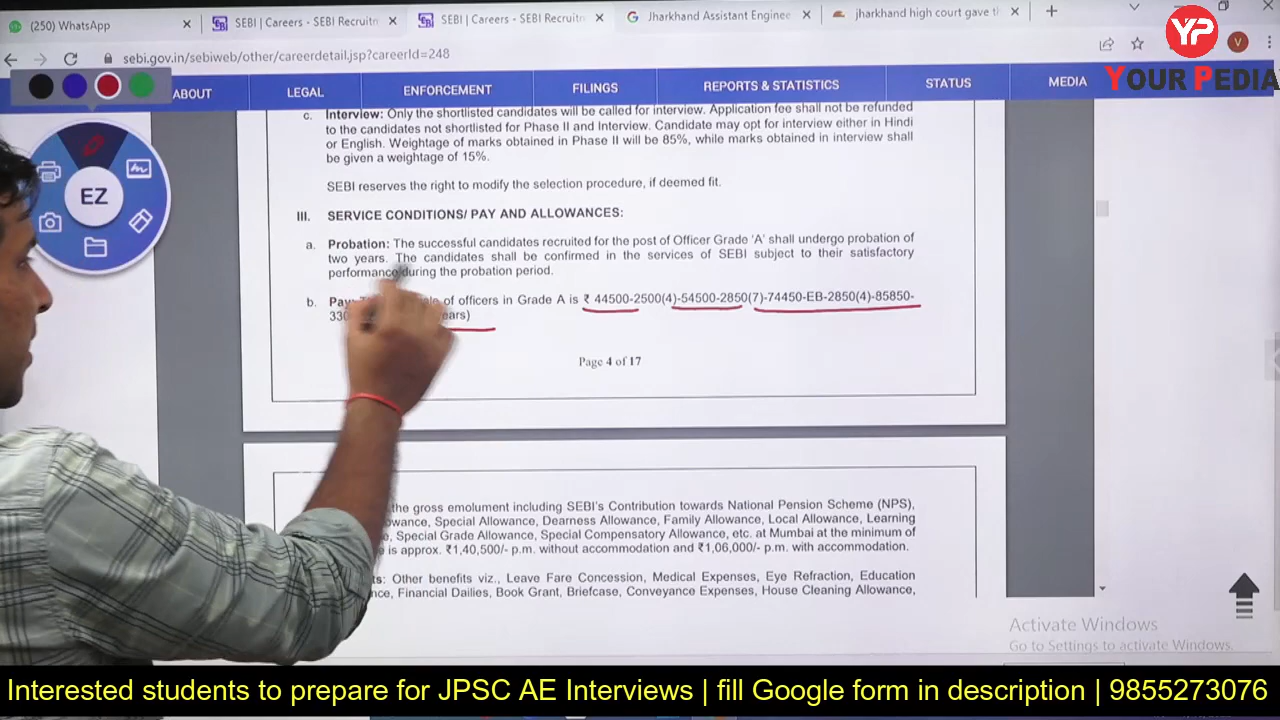 (250) WhatsApp
SEBI | Careers - SEBI Recruitm
SEBI | Careers - SEBI Recruitm
Jharkhand Assistant Enginee
jharkhand high court gave t
sebi.gov.in/sebiweb/other/careerdetail.jsp?careerId=248
V
YP
YOUR PEDIA
ABOUT
LEGAL
ENFORCEMENT
FILINGS
REPORTS & STATISTICS
STATUS
MEDIA
EZ
c. Interview: Only the shortlisted candidates will be called for interview. Application fee shall not be refunded
to the candidates not shortlisted for Phase II and Interview. Candidate may opt for interview either in Hindi
or English. Weightage of marks obtained in Phase II will be 85%, while marks obtained in interview shall
be given a weightage of 15%.
SEBI reserves the right to modify the selection procedure, if deemed fit.
III. SERVICE CONDITIONS/ PAY AND ALLOWANCES:
a. Probation: The successful candidates recruited for the post of Officer Grade 'A' shall undergo probation of
two years. The candidates shall be confirmed in the services of SEBI subject to their satisfactory
performance during the probation period.
b. Pay: of officers in Grade A is ₹ 44500-2500(4)-54500-2850(7)-74450-EB-2850(4)-85850-
330 ears)
Page 4 of 17
the gross emolument including SEBI's Contribution towards National Pension Scheme (NPS),
owance, Special Allowance, Dearness Allowance, Family Allowance, Local Allowance, Learning
e, Special Grade Allowance, Special Compensatory Allowance, etc. at Mumbai at the minimum of
e is approx. ₹1,40,500/- p.m. without accommodation and ₹1,06,000/- p.m. with accommodation.
ts: Other benefits viz., Leave Fare Concession, Medical Expenses, Eye Refraction, Education
nce, Financial Dailies, Book Grant, Briefcase, Conveyance Expenses, House Cleaning Allowance,
Activate Windows
Go to Settings to activate Windows.
Interested students to prepare for JPSC AE Interviews | fill Google form in description | 9855273076